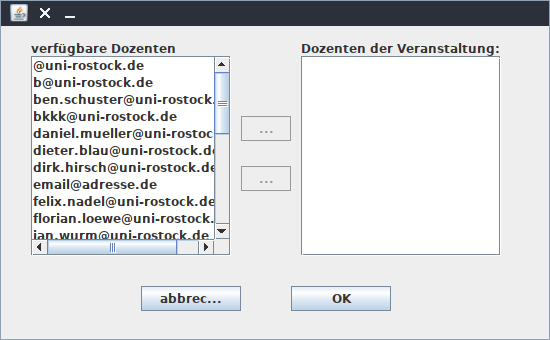 verfügbare Dozenten
@uni-rostock.de
b@uni-rostock.de
ben.schuster@uni-rostock.
bkkk@uni-rostock.de
daniel.mueller@uni-rostoc
dieter.blau@uni-rostock.de
dirk.hirsch@uni-rostock.de
email@adresse.de
felix.nadel@uni-rostock.de
florian.loewe@uni-rostock.
jan.wurm@uni-rostock.de
...
...
Dozenten der Veranstaltung:
abbrec...
OK